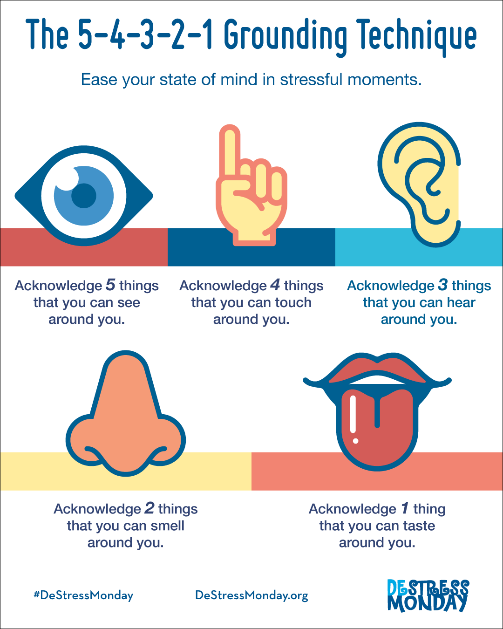 The 5-4-3-2-1 Grounding Technique
Ease your state of mind in stressful moments.
Acknowledge 5 things
that you can see
around you.
Acknowledge 4 things
that you can touch
around you.
Acknowledge 3 things
that you can hear
around you.
Acknowledge 2 things
that you can smell
around you.
Acknowledge 1 thing
that you can taste
around you.
#DeStressMonday
DeStressMonday.org
DESTRESS
MONDAY